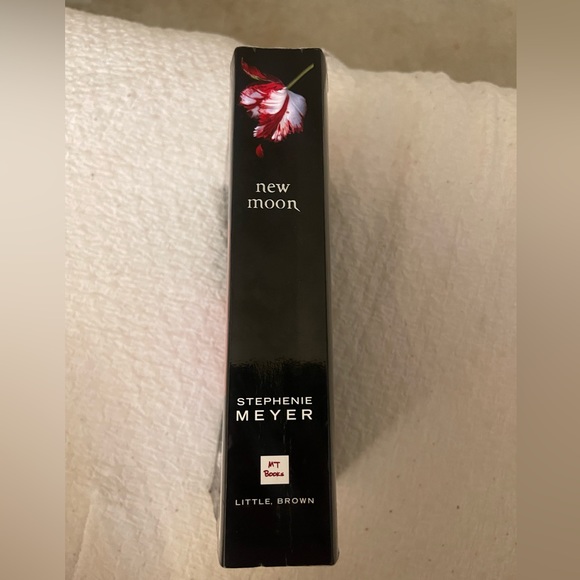 new
moon
STEPHENIE
MEYER
MT
Books
LITTLE, BROWN